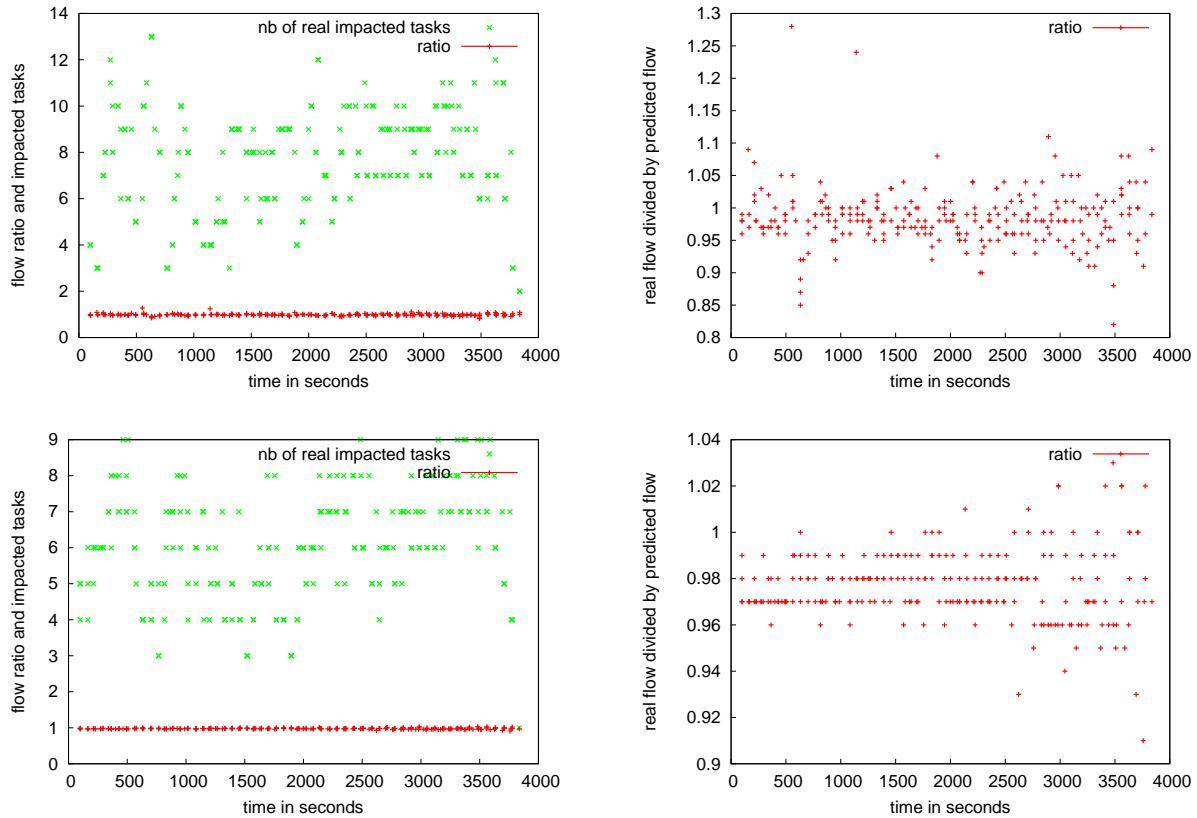 14
12
10
8
6
4
2
0
0 500 1000 1500 2000 2500 3000 3500 4000
flow ratio and impacted tasks
time in seconds
nb of real impacted tasks
ratio
1.3
1.25
1.2
1.15
1.1
1.05
1
0.95
0.9
0.85
0.8
0 500 1000 1500 2000 2500 3000 3500 4000
real flow divided by predicted flow
time in seconds
ratio
9
8
7
6
5
4
3
2
1
0
0 500 1000 1500 2000 2500 3000 3500 4000
flow ratio and impacted tasks
time in seconds
nb of real impacted tasks
ratio
1.04
1.02
1
0.98
0.96
0.94
0.92
0.9
0 500 1000 1500 2000 2500 3000 3500 4000
real flow divided by predicted flow
time in seconds
ratio